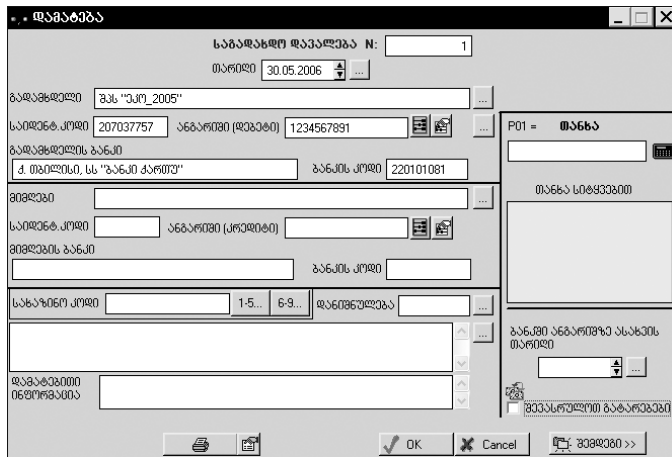 დამატება
საგადახდო დავალება N: 1
თარიღი 30.05.2006 ...
გადამხდელი შპს "ეკო_2005" ...
საიდენტ.კოდი 207037757 ანგარიში (დებეტი) 1234567891 ...
P01 = თანხა
გადამხდელის ბანკი
ქ. თბილისი, სს "ბანკი ქართუ" ბანკის კოდი 220101081
თანხა სიტყვებით
მიმღები ...
საიდენტ.კოდი ანგარიში (კრედიტი)
მიმღების ბანკი
ბანკის კოდი
სახაზინო კოდი 1-5... 6-9... დანიშნულება ...
...
ბანკში ანგარიშზე ასახვის
თარიღი
...
დამატებითი
ინფორმაცია
შევასრულოთ გატარებები
OK Cancel შემდეგი >>